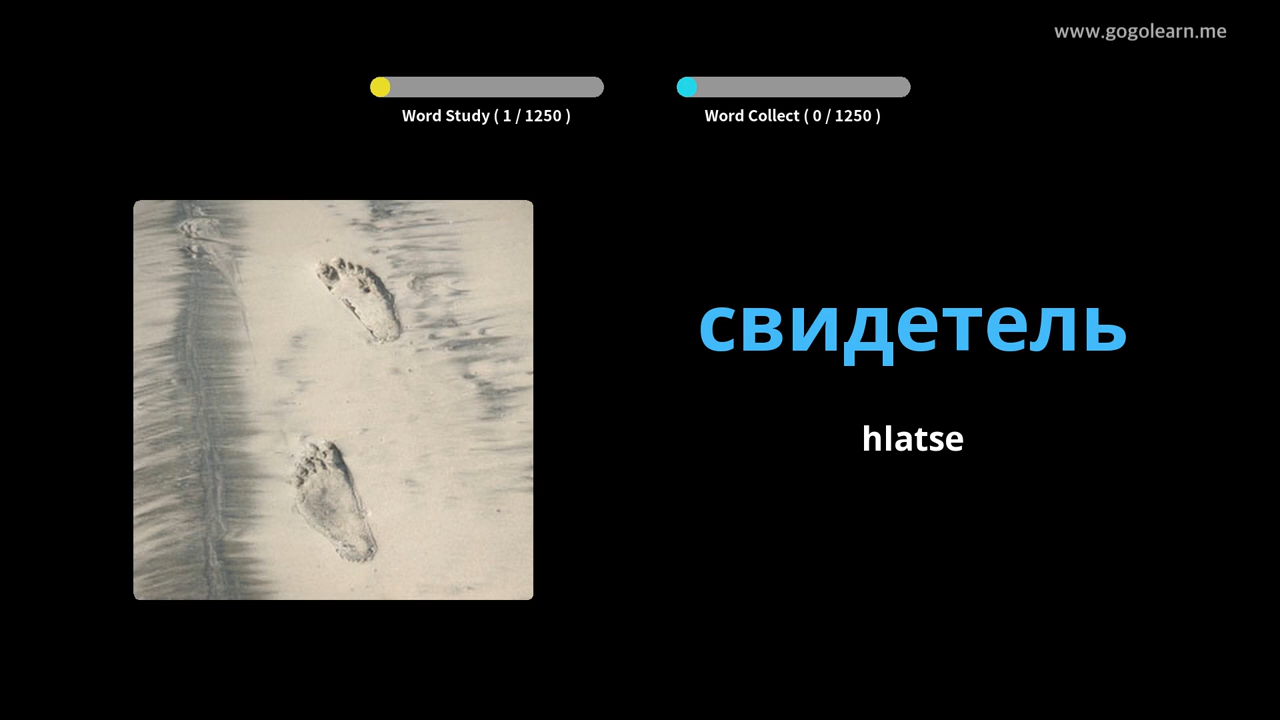 www.gogolearn.me
Word Study ( 1 / 1250 )
Word Collect ( 0 / 1250 )
свидетель
hlatse